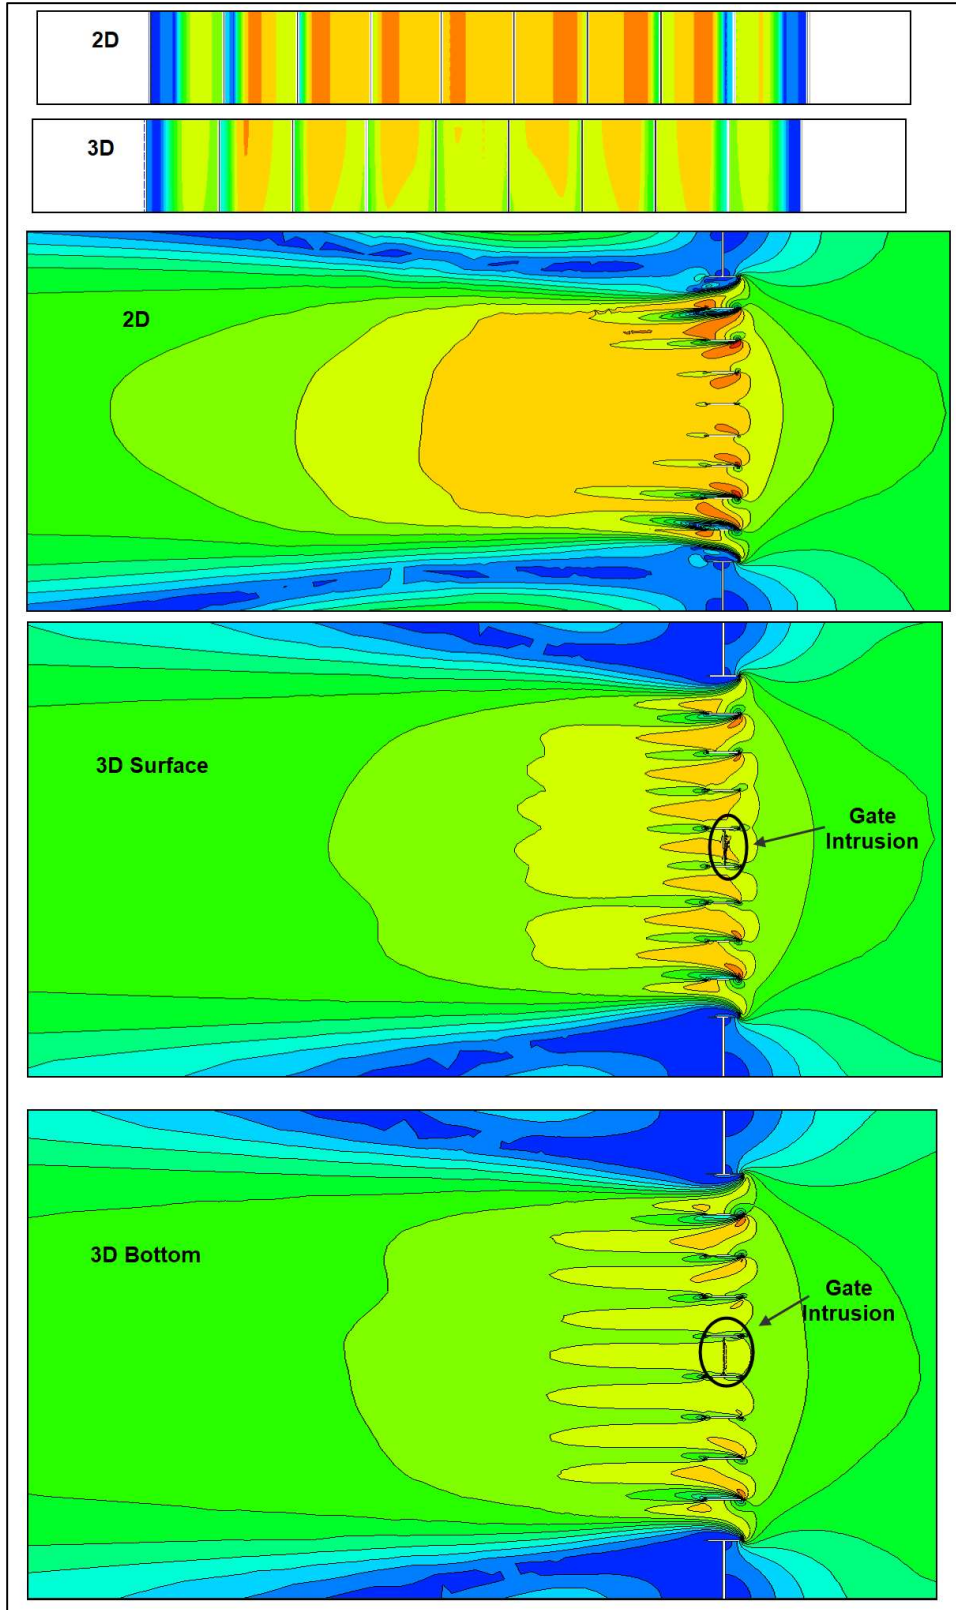 2D
3D
2D
3D Surface
Gate
Intrusion
3D Bottom
Gate
Intrusion